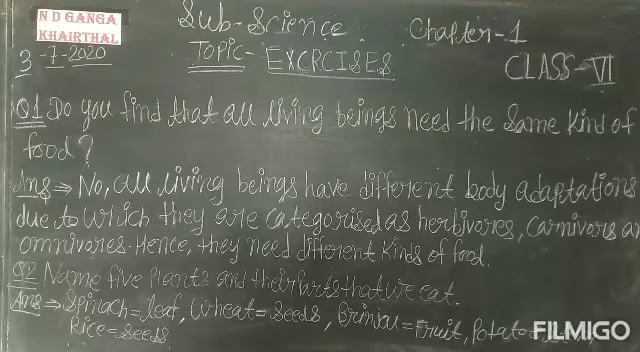 N D GANGA
KHAIRTHAL
3-7-2020
Sub-Science Chapter-1
TOPIC- EXCRCISES
CLASS-VI
Q1 Do you find that all living beings need the same kind of
food?
Ans ⇒ No, all living beings have different body adaptations
due to which they are categorised as herbivores, Carnivors
omnivores. Hence, they need different kinds of food.
Q2 Name five Plants and their Parts that we eat.
Ans ⇒ Spinach = leaf, Wheat = Seeds, Brinjal = Fruit, Potato =
Rice = Seeds.
FILMIGO